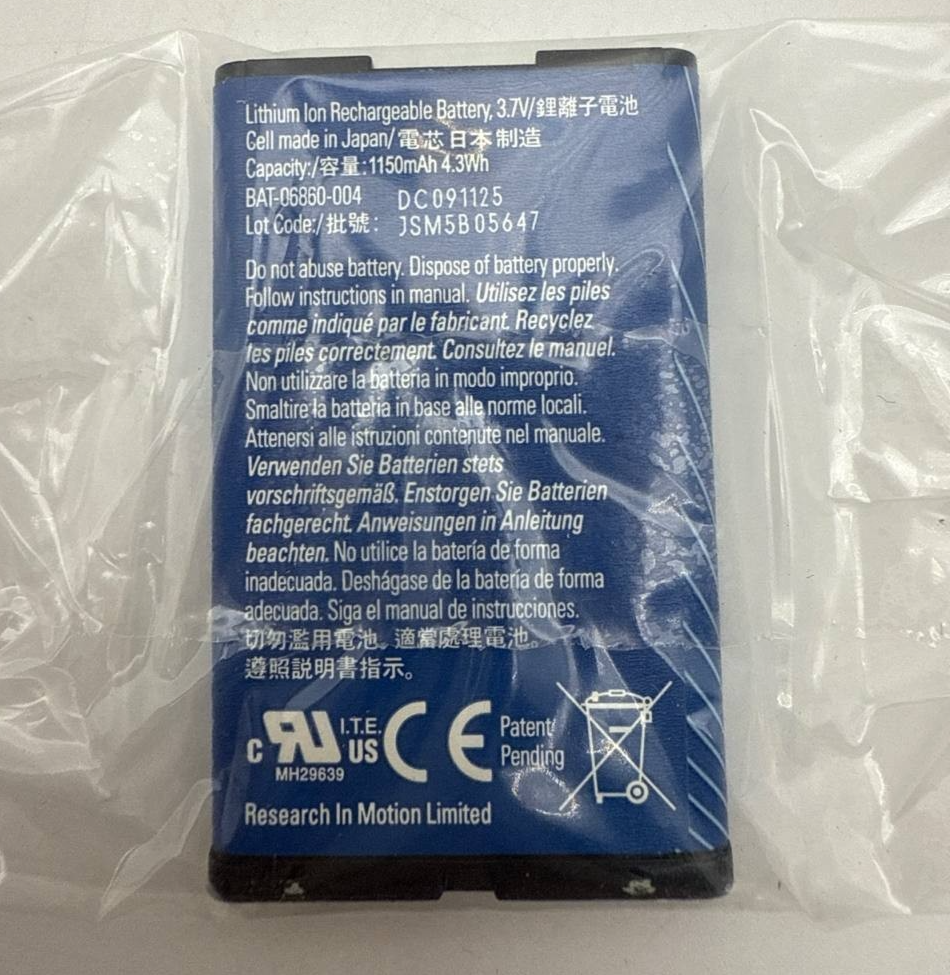 Lithium Ion Rechargeable Battery, 3.7V/鋰離子電池
Cell made in Japan/電芯日本制造
Capacity:/容量:1150mAh 4.3Wh
BAT-06860-004 DC091125
Lot Code:/批號: JSM5B05647
Do not abuse battery. Dispose of battery properly.
Follow instructions in manual. Utilisez les piles
comme indiqué par le fabricant. Recyclez
les piles correctement. Consultez le manuel.
Non utilizzare la batteria in modo improprio.
Smaltire la batteria in base alle norme locali.
Attenersi alle istruzioni contenute nel manuale.
Verwenden Sie Batterien stets
vorschriftsgemäß. Enstorgen Sie Batterien
fachgerecht. Anweisungen in Anleitung
beachten. No utilice la batería de forma
inadecuada. Deshágase de la batería de forma
adecuada. Siga el manual de instrucciones.
切勿濫用電池。適當處理電池。
遵照説明書指示。
c RU US I.T.E. CE Patent
MH29639 Pending
Research In Motion Limited